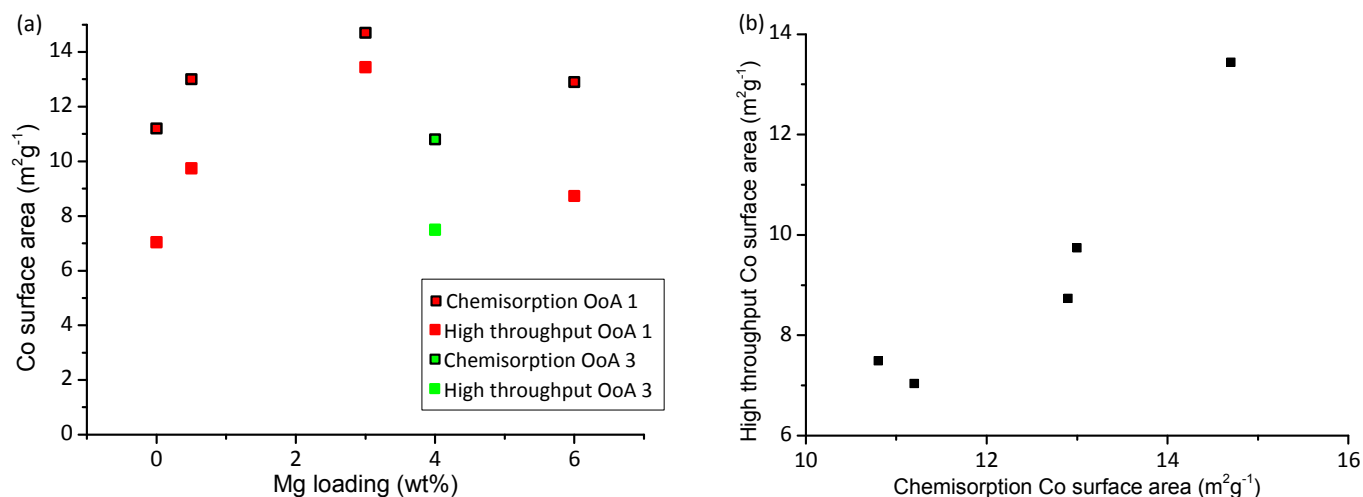 (a)
Co surface area (m²g⁻¹)
14
12
10
8
6
4
2
0
0 2 4 6
Mg loading (wt%)
Chemisorption OoA 1
High throughput OoA 1
Chemisorption OoA 3
High throughput OoA 3
(b)
High throughput Co surface area (m²g⁻¹)
14
12
10
8
6
10 12 14 16
Chemisorption Co surface area (m²g⁻¹)